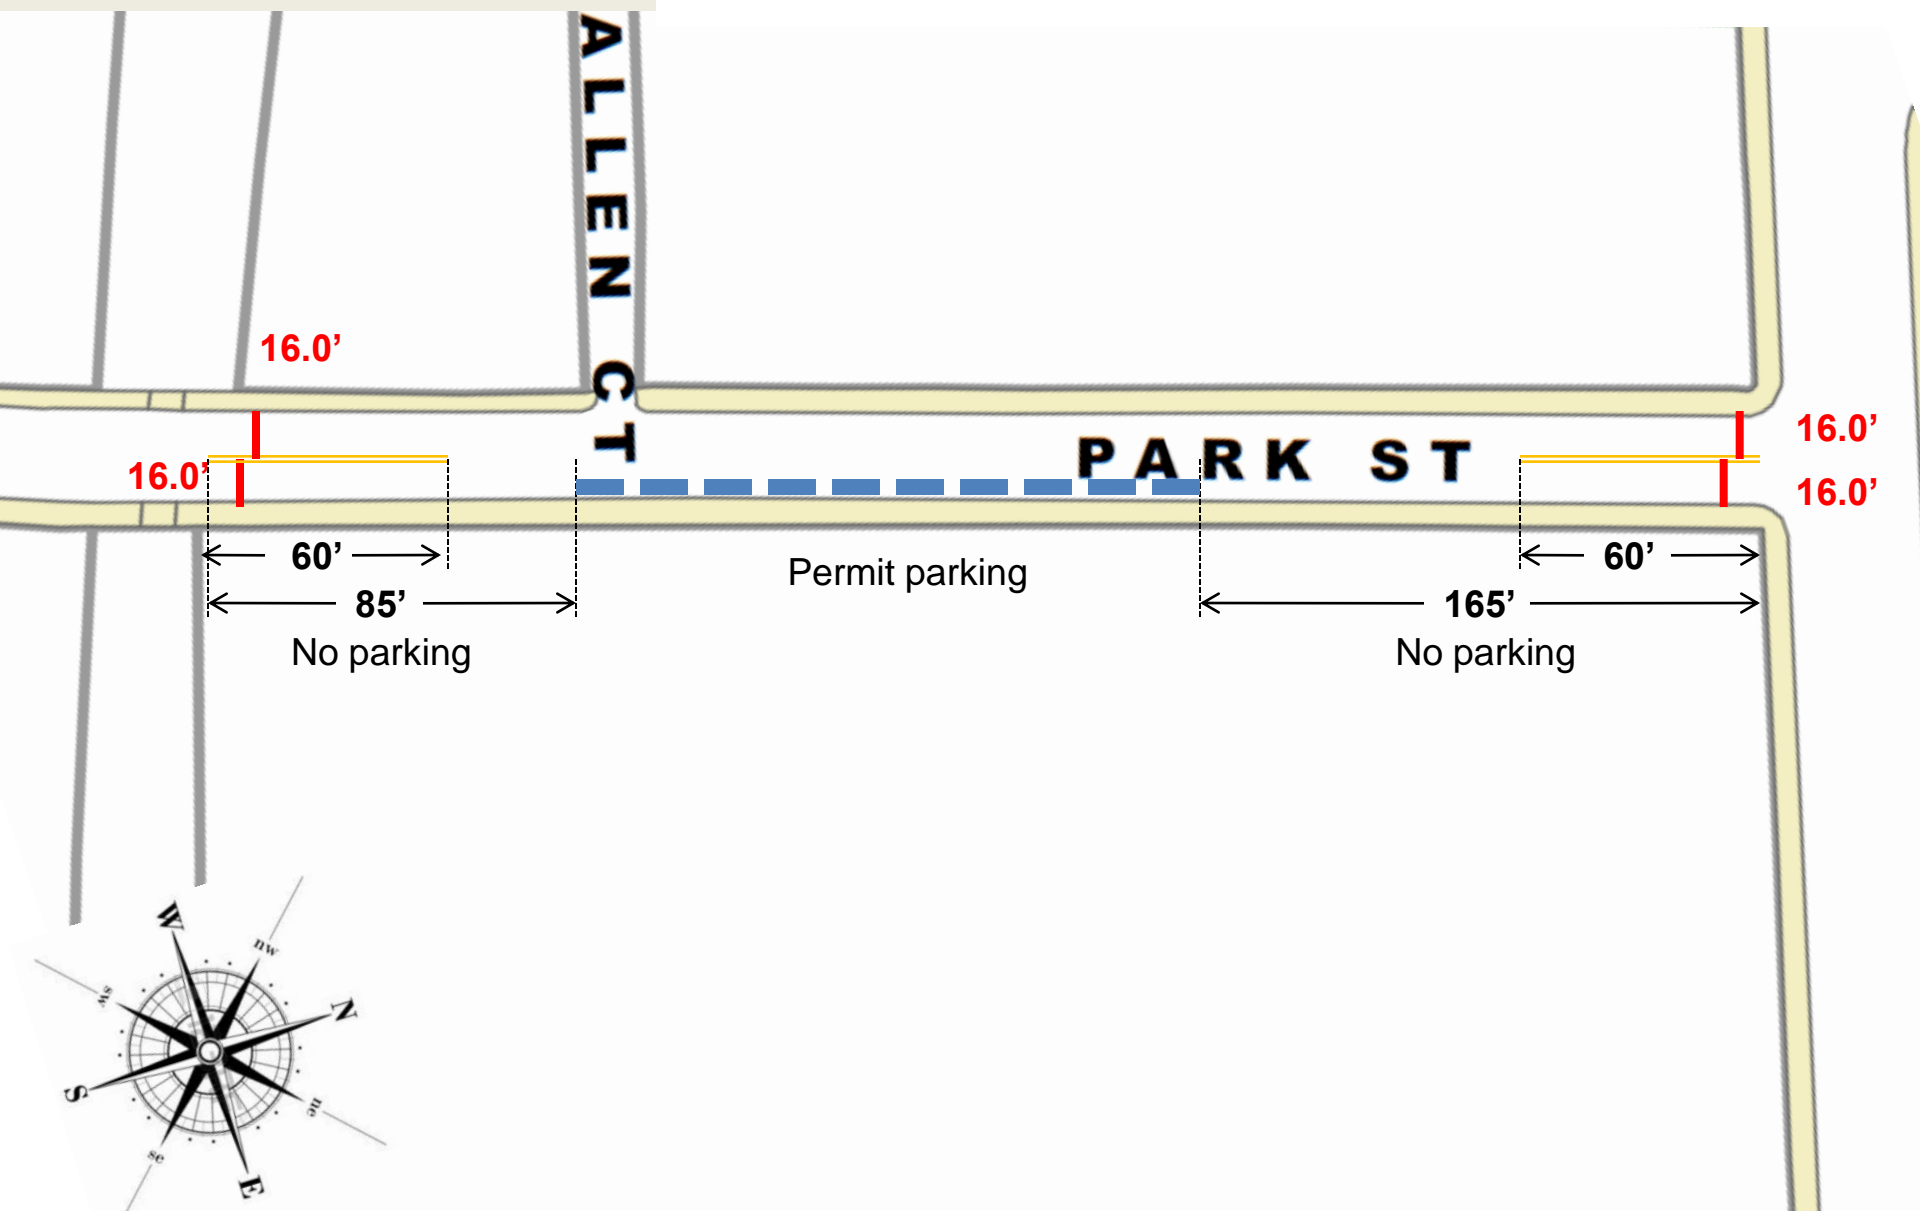 ALLEN CT
16.0’
16.0’
PARK ST
16.0’
16.0’
60’
60’
Permit parking
85’
165’
No parking
No parking
W
nw
sw
N
S
ne
se
E